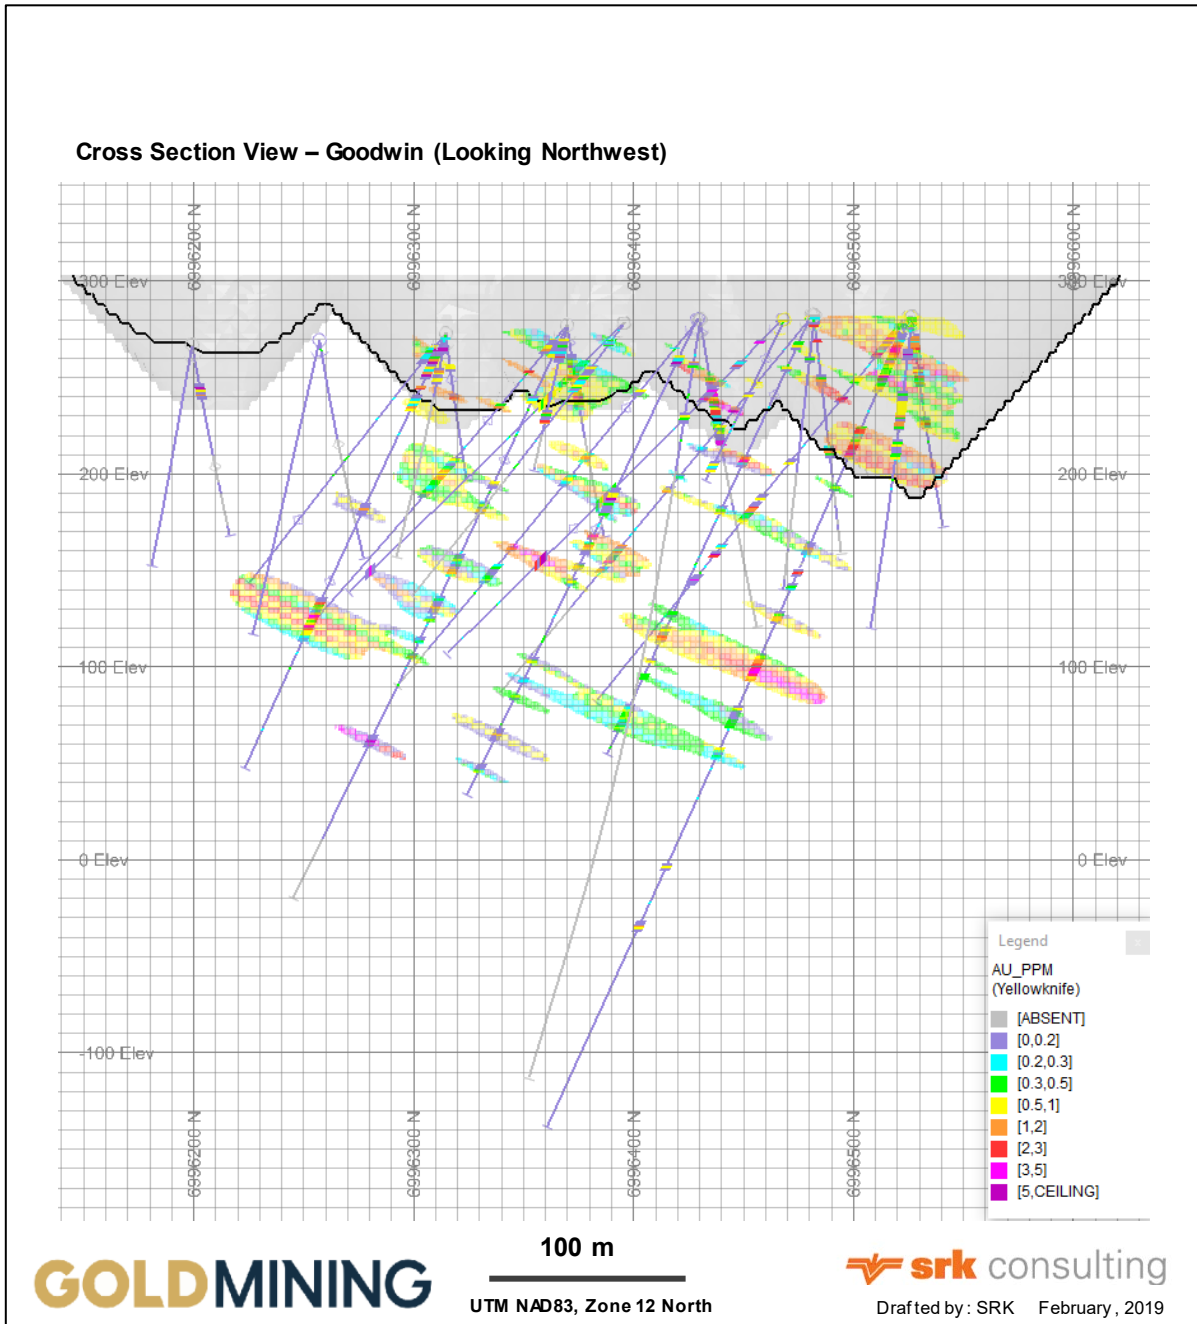 Cross Section View – Goodwin (Looking Northwest)
6996200 N
6996300 N
6996400 N
6996500 N
6996600 N
300 Elev
300 Elev
200 Elev
200 Elev
100 Elev
100 Elev
0 Elev
0 Elev
-100 Elev
6996200 N
6996300 N
6996400 N
6996500 N
Legend
x
AU_PPM
(Yellowknife)
[ABSENT]
[0,0.2]
[0.2,0.3]
[0.3,0.5]
[0.5,1]
[1,2]
[2,3]
[3,5]
[5,CEILING]
GOLDMINING
100 m
UTM NAD83, Zone 12 North
srk consulting
Drafted by: SRK February, 2019